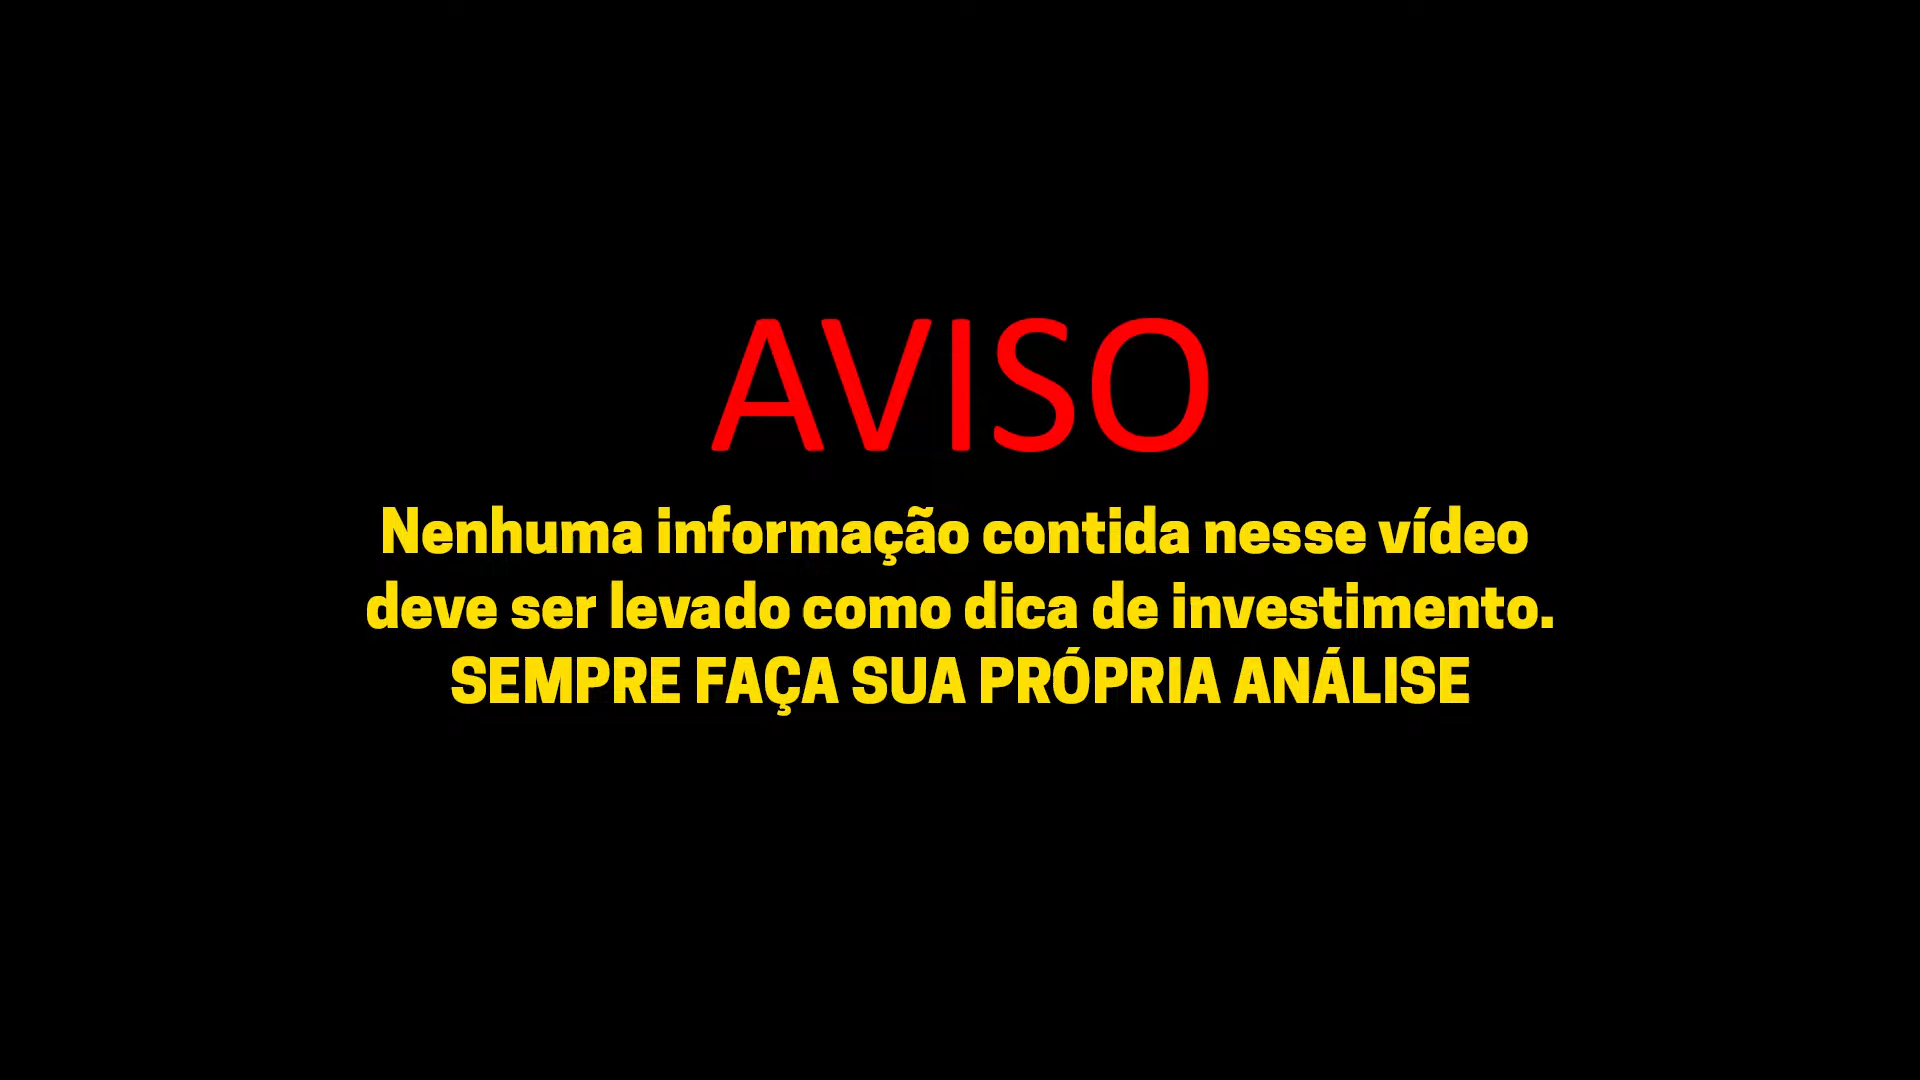 AVISO
Nenhuma informação contida nesse vídeo
deve ser levado como dica de investimento.
SEMPRE FAÇA SUA PRÓPRIA ANÁLISE